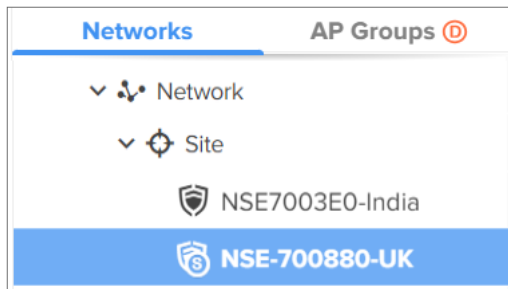 Networks AP Groups D
Network
Site
NSE7003E0-India
S NSE-700880-UK